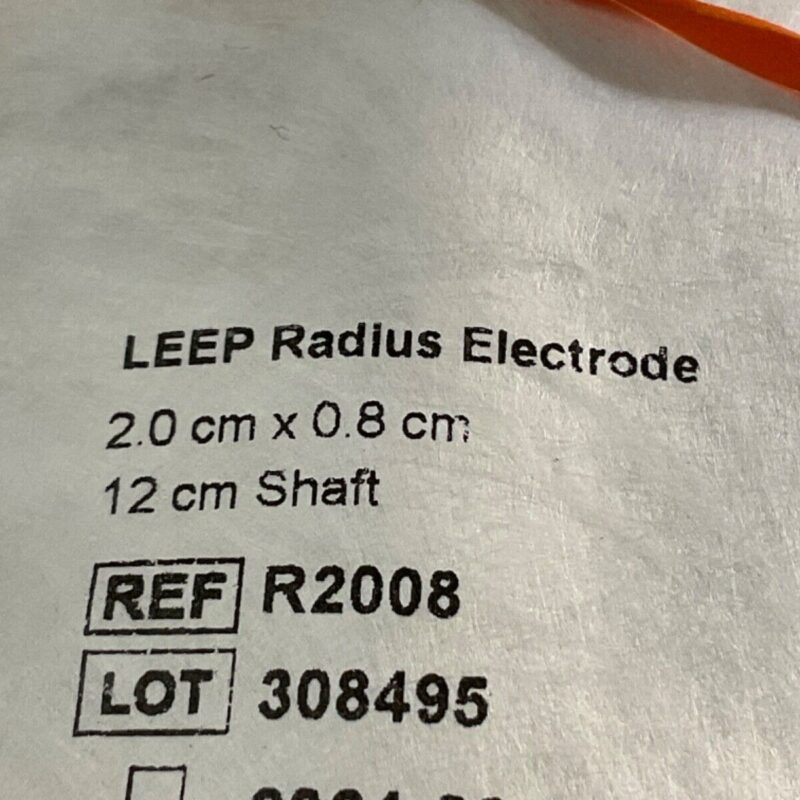 LEEP Radius Electrode
2.0 cm x 0.8 cm
12 cm Shaft
REF R2008
LOT 308495